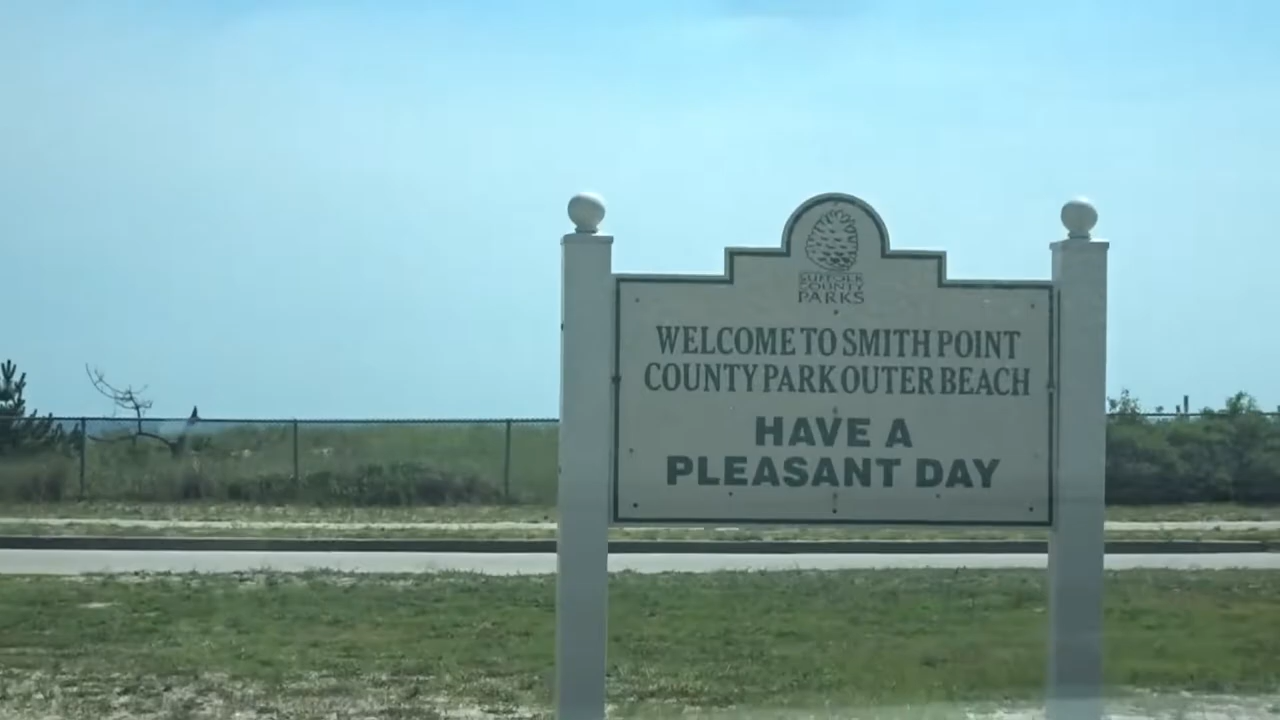 SUFFOLK
COUNTY
PARKS
WELCOME TO SMITH POINT
COUNTY PARK OUTER BEACH
HAVE A
PLEASANT DAY